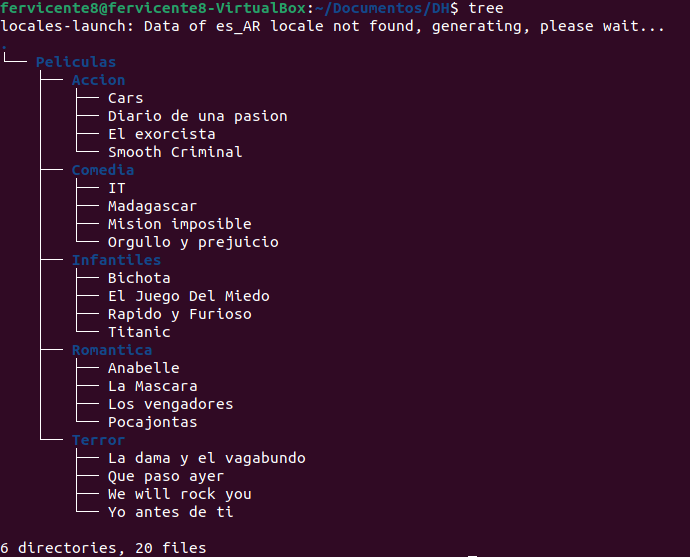 fervicente8@fervicente8-VirtualBox:~/Documentos/DH$ tree
locales-launch: Data of es_AR locale not found, generating, please wait...
.
└── Peliculas
    ├── Accion
    │   ├── Cars
    │   ├── Diario de una pasion
    │   ├── El exorcista
    │   └── Smooth Criminal
    ├── Comedia
    │   ├── IT
    │   ├── Madagascar
    │   ├── Mision imposible
    │   └── Orgullo y prejuicio
    ├── Infantiles
    │   ├── Bichota
    │   ├── El Juego Del Miedo
    │   ├── Rapido y Furioso
    │   └── Titanic
    ├── Romantica
    │   ├── Anabelle
    │   ├── La Mascara
    │   ├── Los vengadores
    │   └── Pocajontas
    └── Terror
        ├── La dama y el vagabundo
        ├── Que paso ayer
        ├── We will rock you
        └── Yo antes de ti

6 directories, 20 files